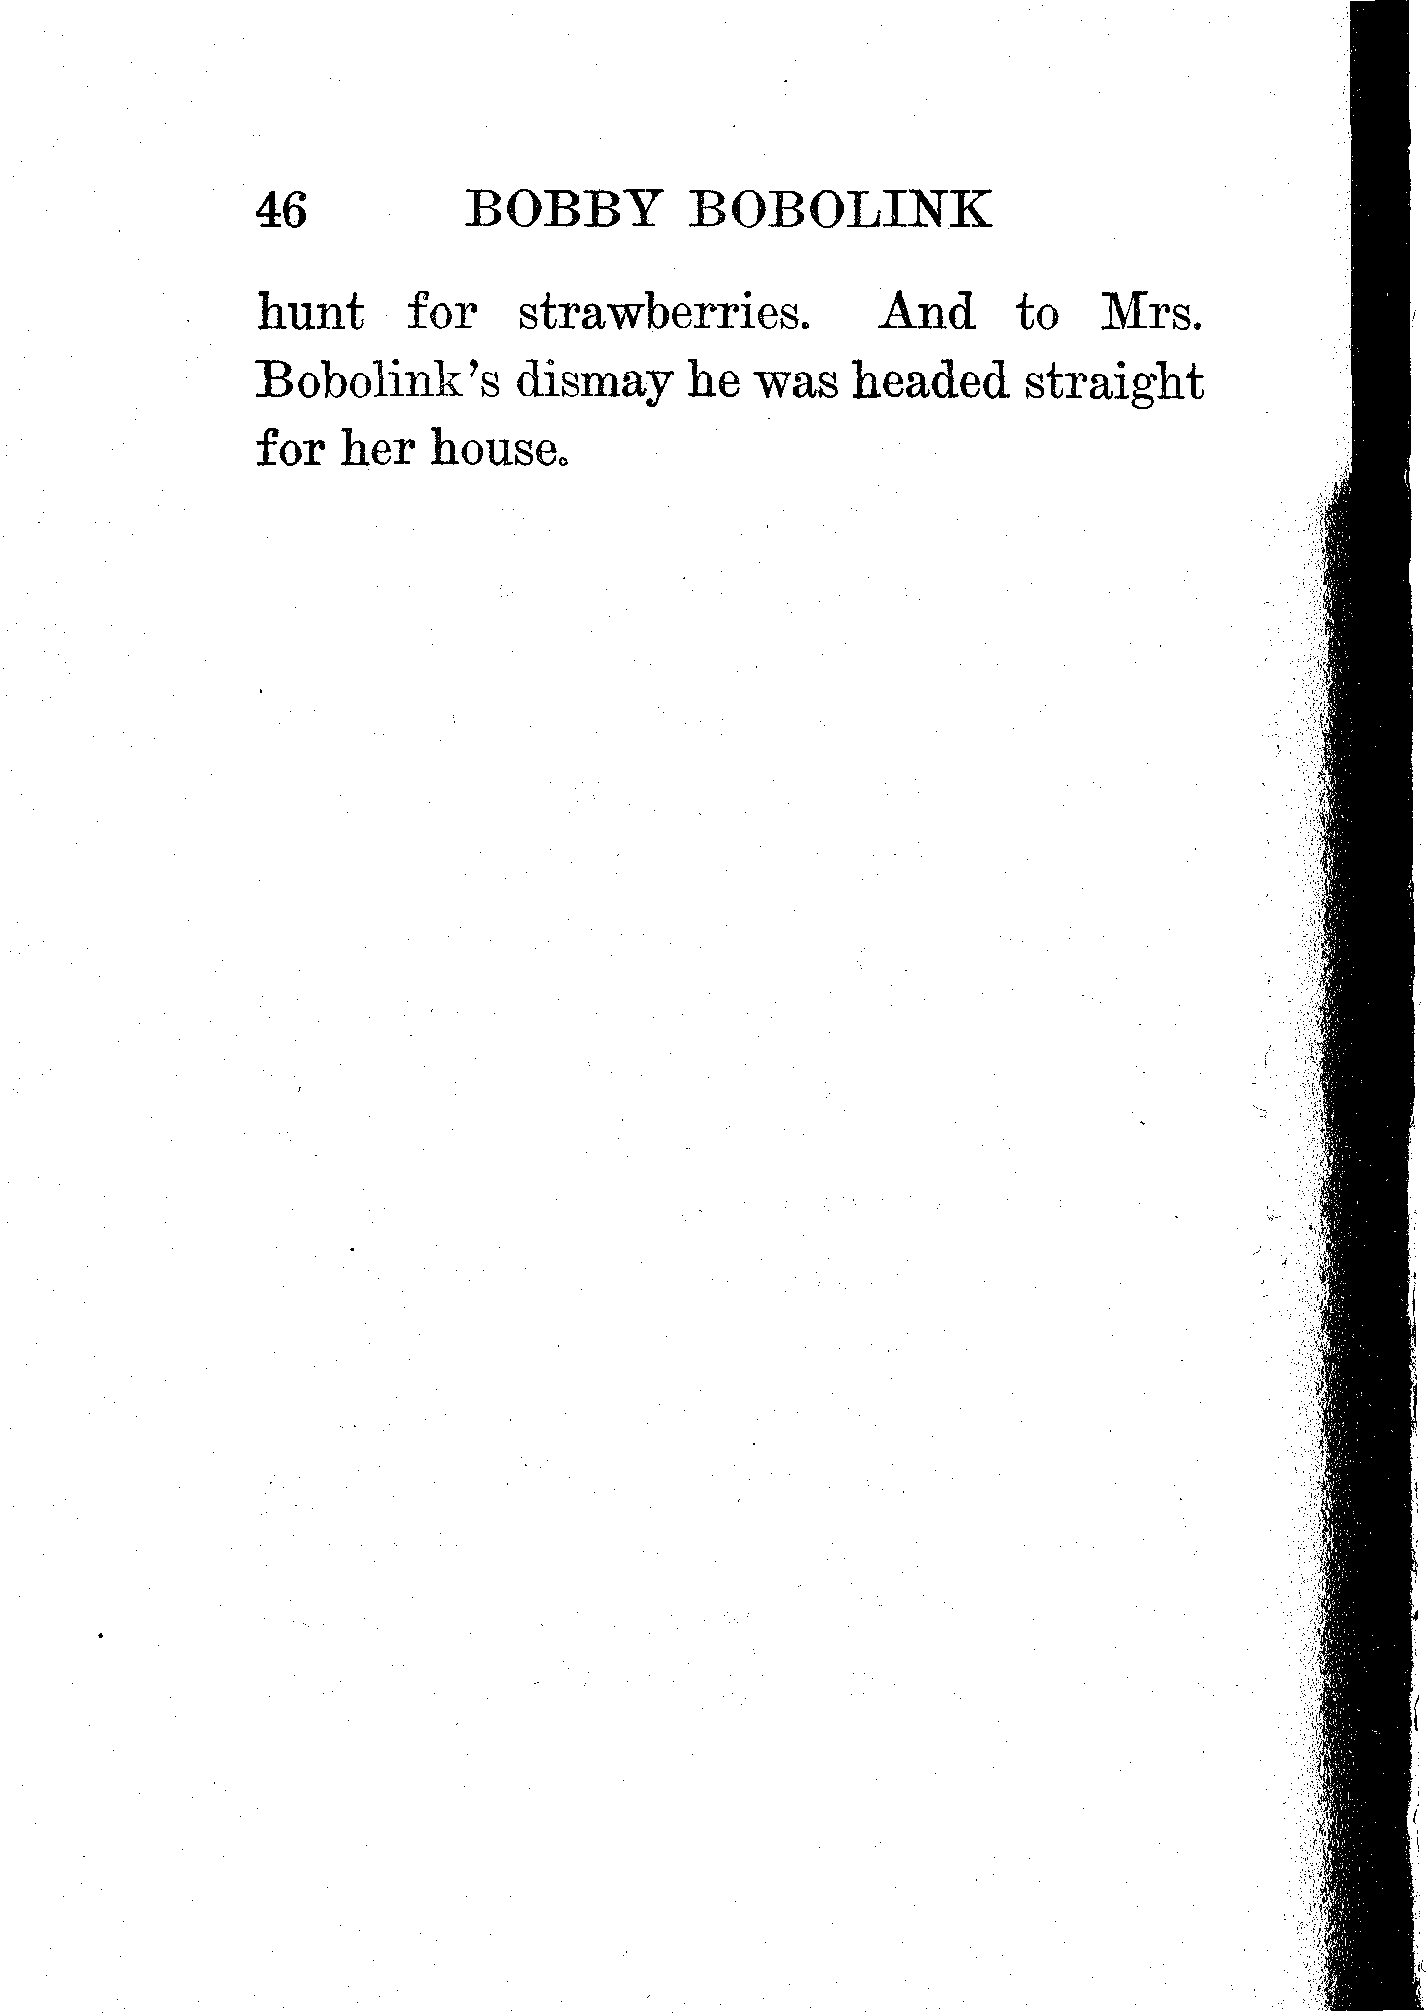 46 BOBBY BOBOLINK
hunt for strawberries. And to Mrs.
Bobolink's dismay he was headed straight
for her house.